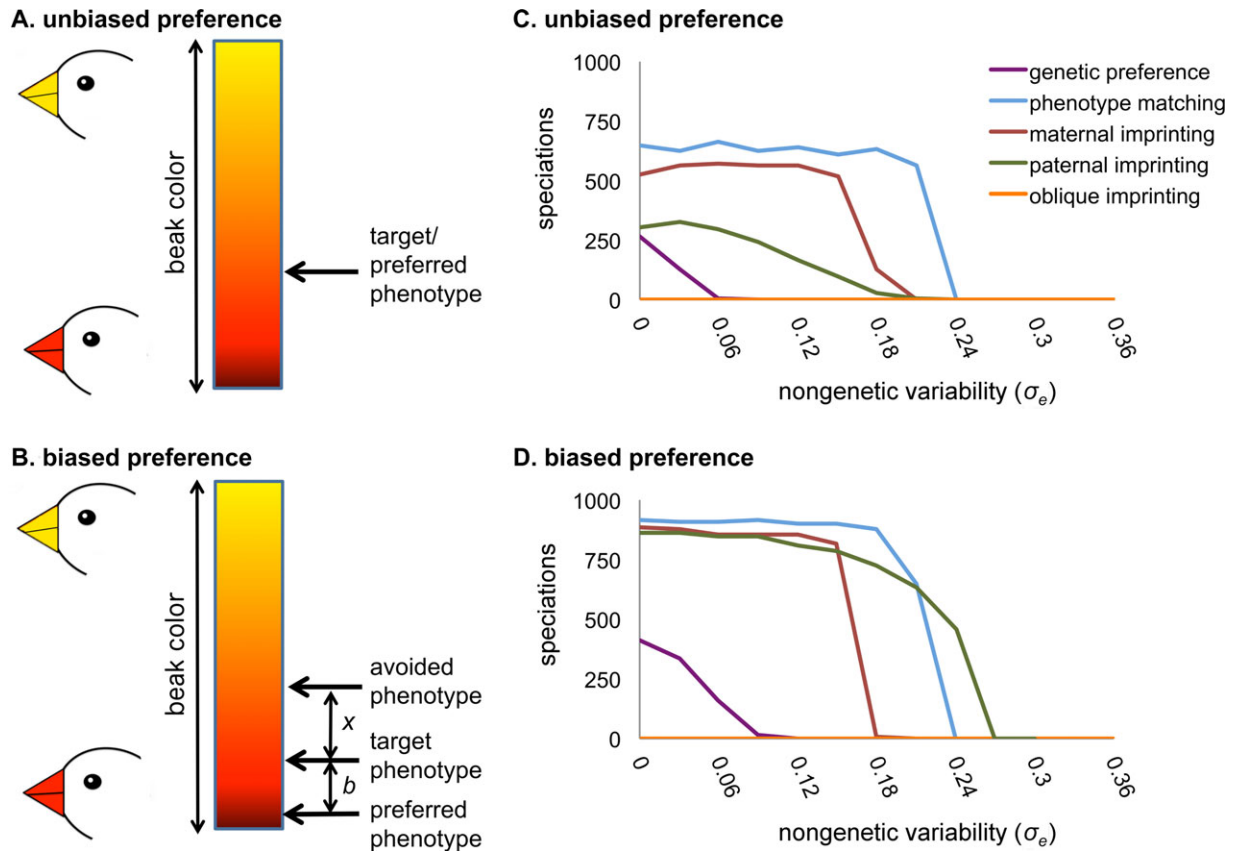 A. unbiased preference
beak color
target/
preferred
phenotype
B. biased preference
beak color
avoided
phenotype
x
target
phenotype
b
preferred
phenotype
C. unbiased preference
1000
750
500
250
0
speciations
genetic preference
phenotype matching
maternal imprinting
paternal imprinting
oblique imprinting
0
0.06
0.12
0.18
0.24
0.3
0.36
nongenetic variability (σe)
D. biased preference
1000
750
500
250
0
speciations
0
0.06
0.12
0.18
0.24
0.3
0.36
nongenetic variability (σe)